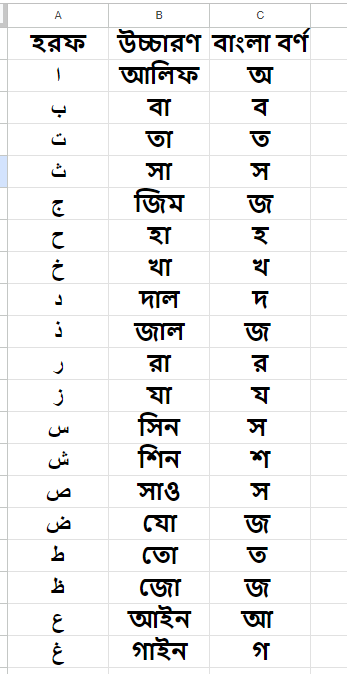 A B C
হরফ উচ্চারণ বাংলা বর্ণ
ا আলিফ অ
ب বা ব
ت তা ত
ث সা স
ج জিম জ
ح হা হ
خ খা খ
د দাল দ
ذ জাল জ
ر রা র
ز যা য
س সিন স
ش শিন শ
ص সাও স
ض যো জ
ط তো ত
ظ জো জ
ع আইন আ
غ গাইন গ